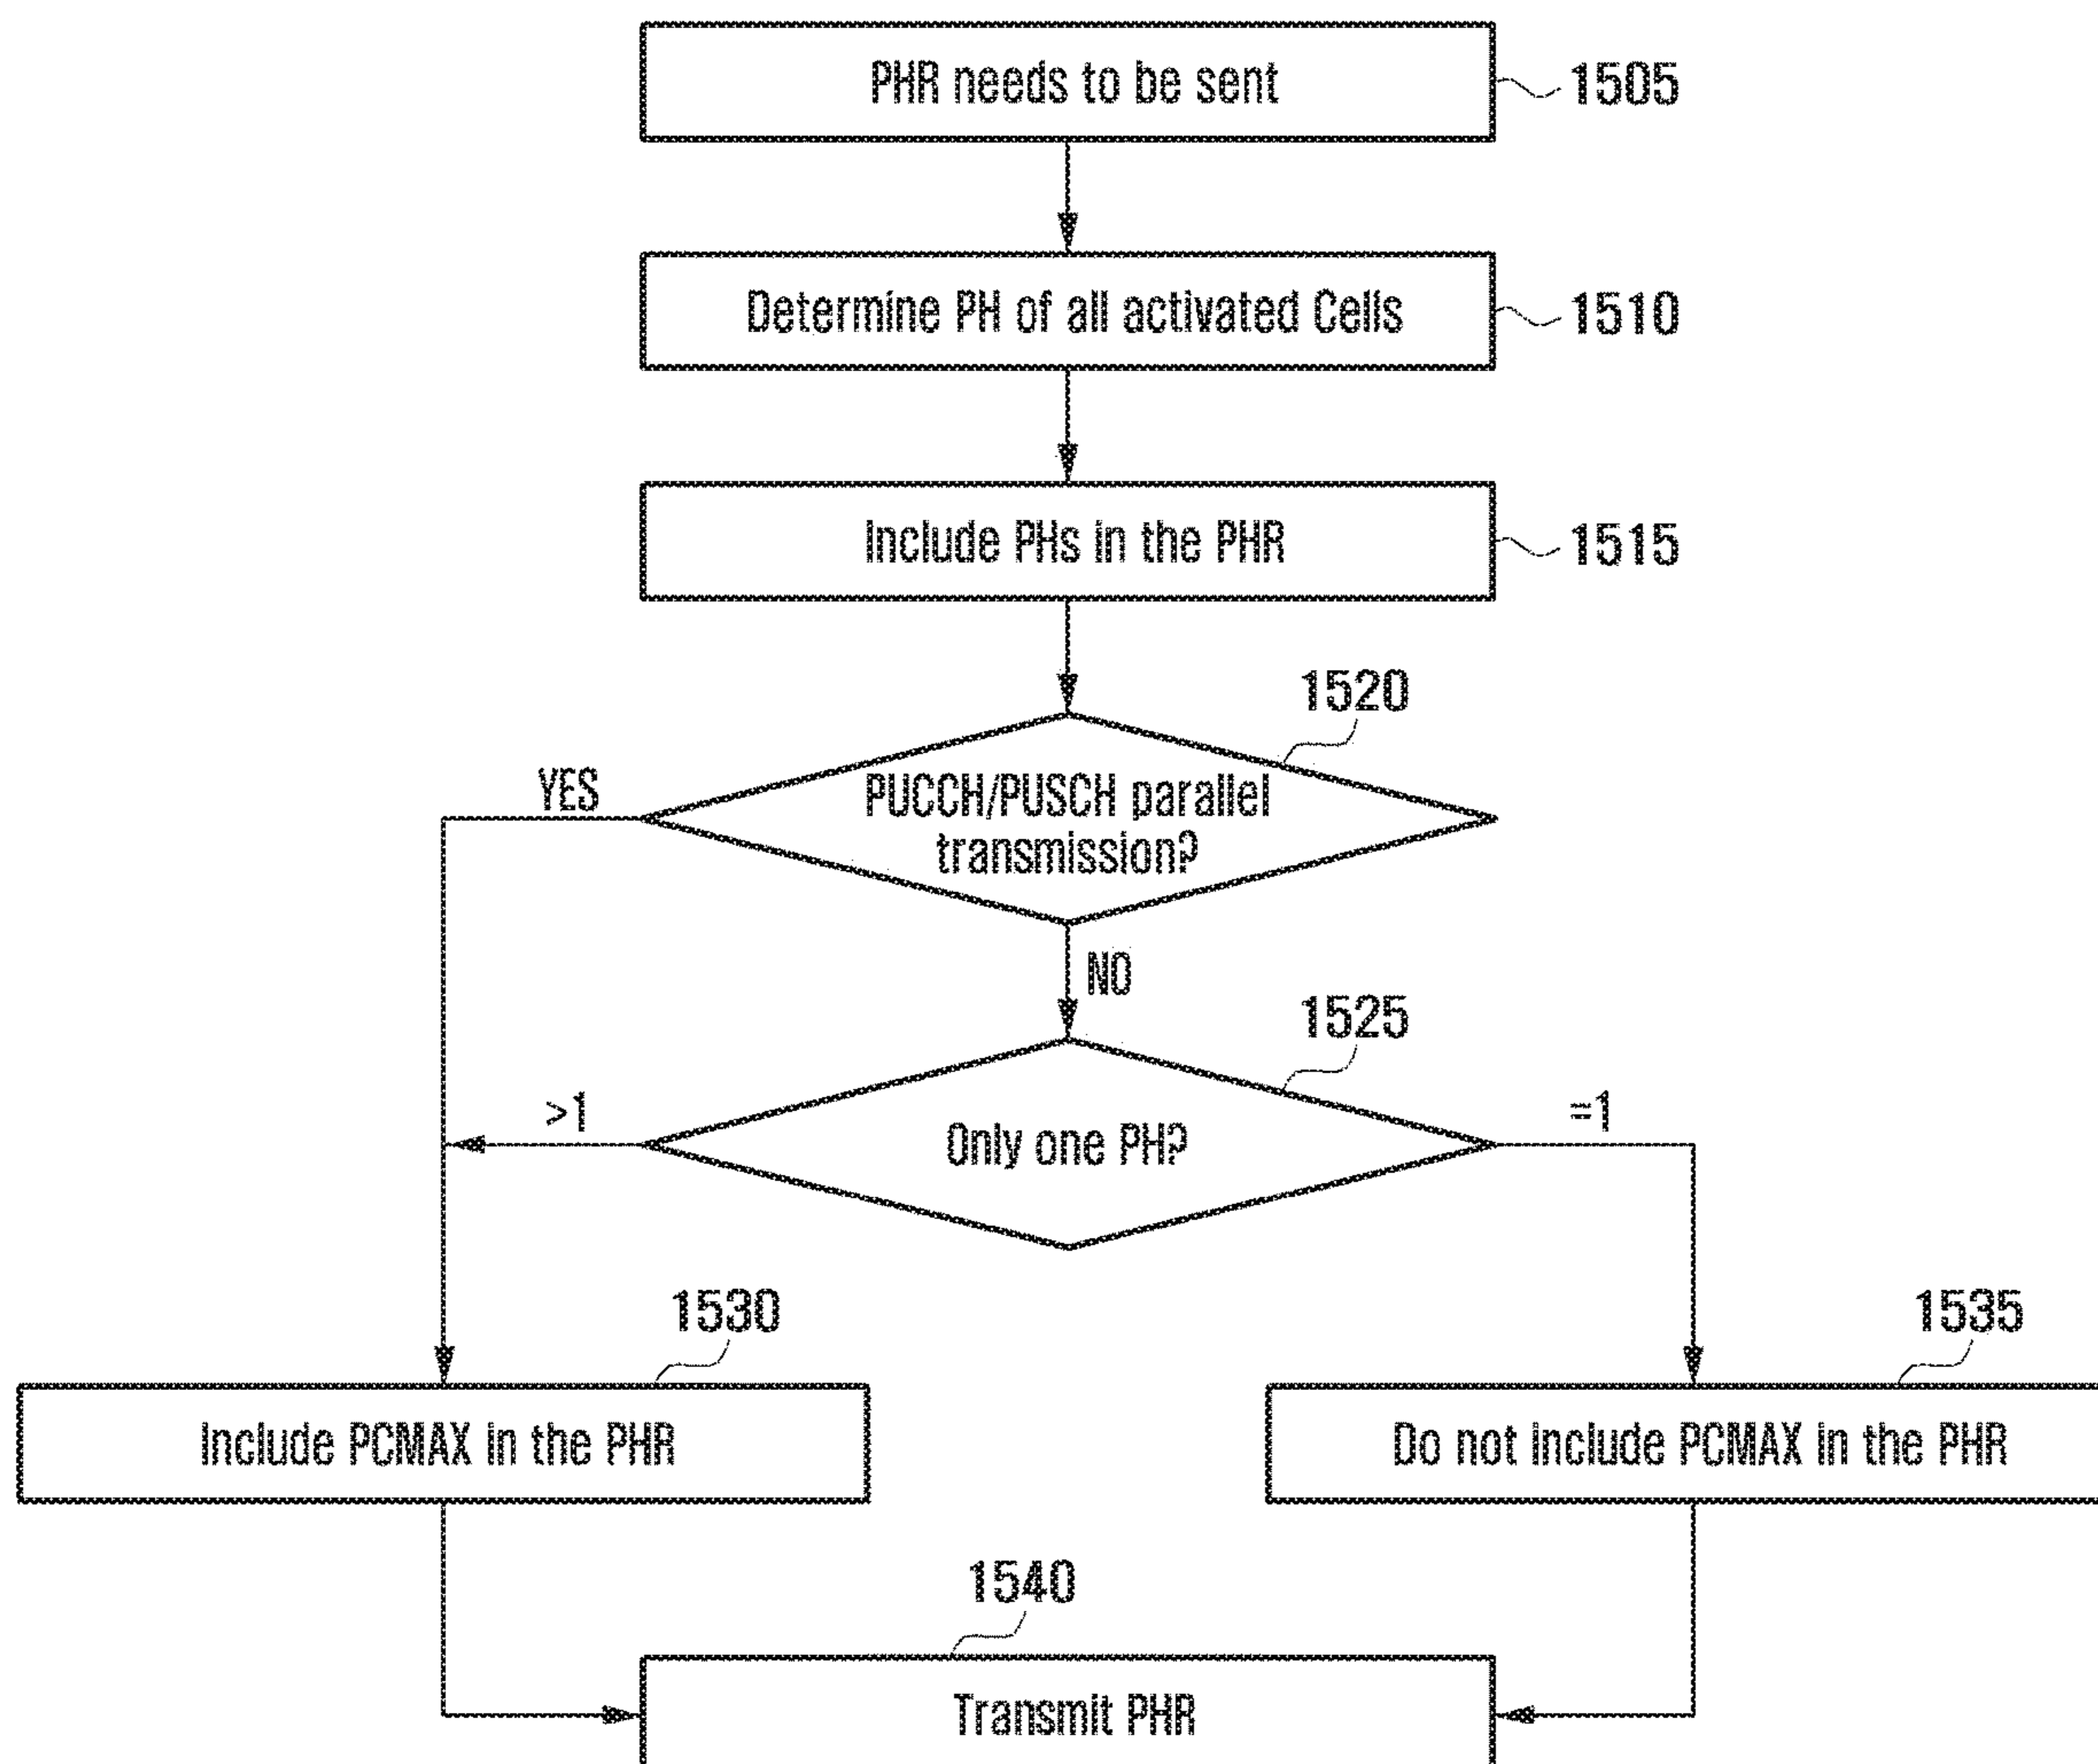 PHR needs to be sent
1505
Determine PH of all activated Cells
1510
Include PHs in the PHR
1515
1520
YES
PUCCH/PUSCH parallel
transmission?
NO
1525
>1
Only one PH?
=1
1530
1535
Include PCMAX in the PHR
Do not include PCMAX in the PHR
1540
Transmit PHR